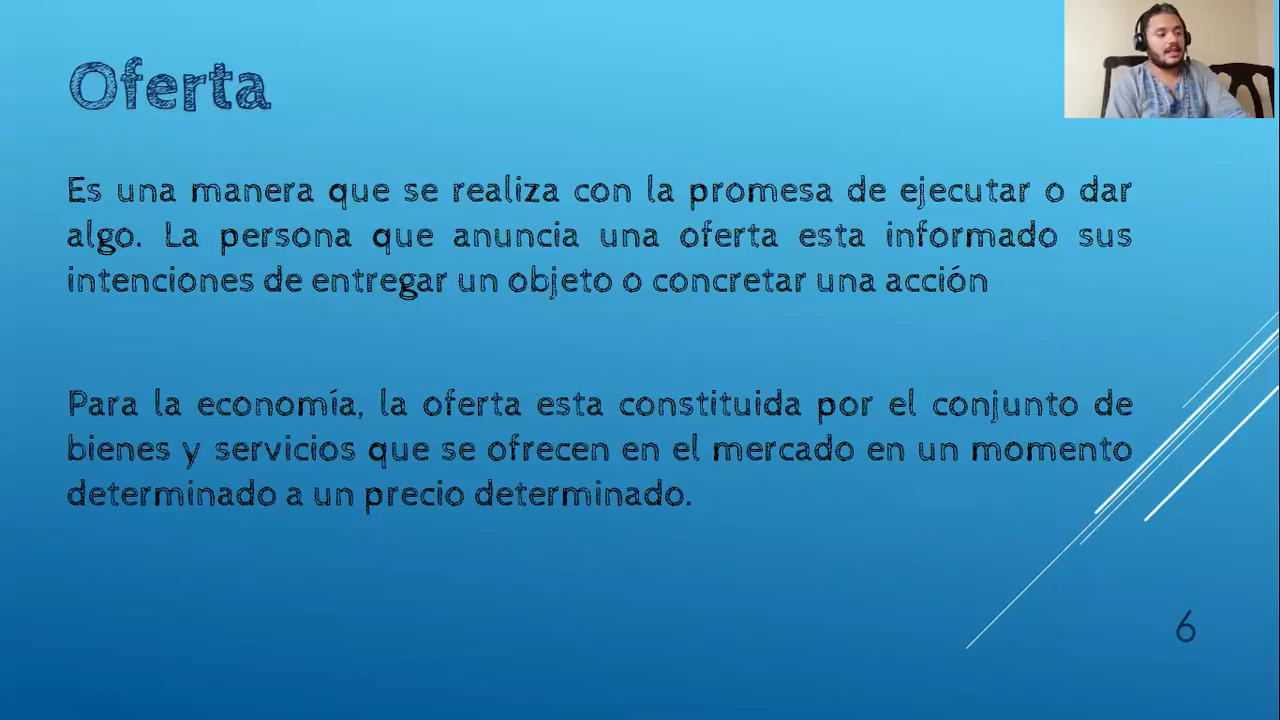 Oferta
Es una manera que se realiza con la promesa de ejecutar o dar
algo. La persona que anuncia una oferta esta informado sus
intenciones de entregar un objeto o concretar una acción
Para la economía, la oferta esta constituida por el conjunto de
bienes y servicios que se ofrecen en el mercado en un momento
determinado a un precio determinado.
6